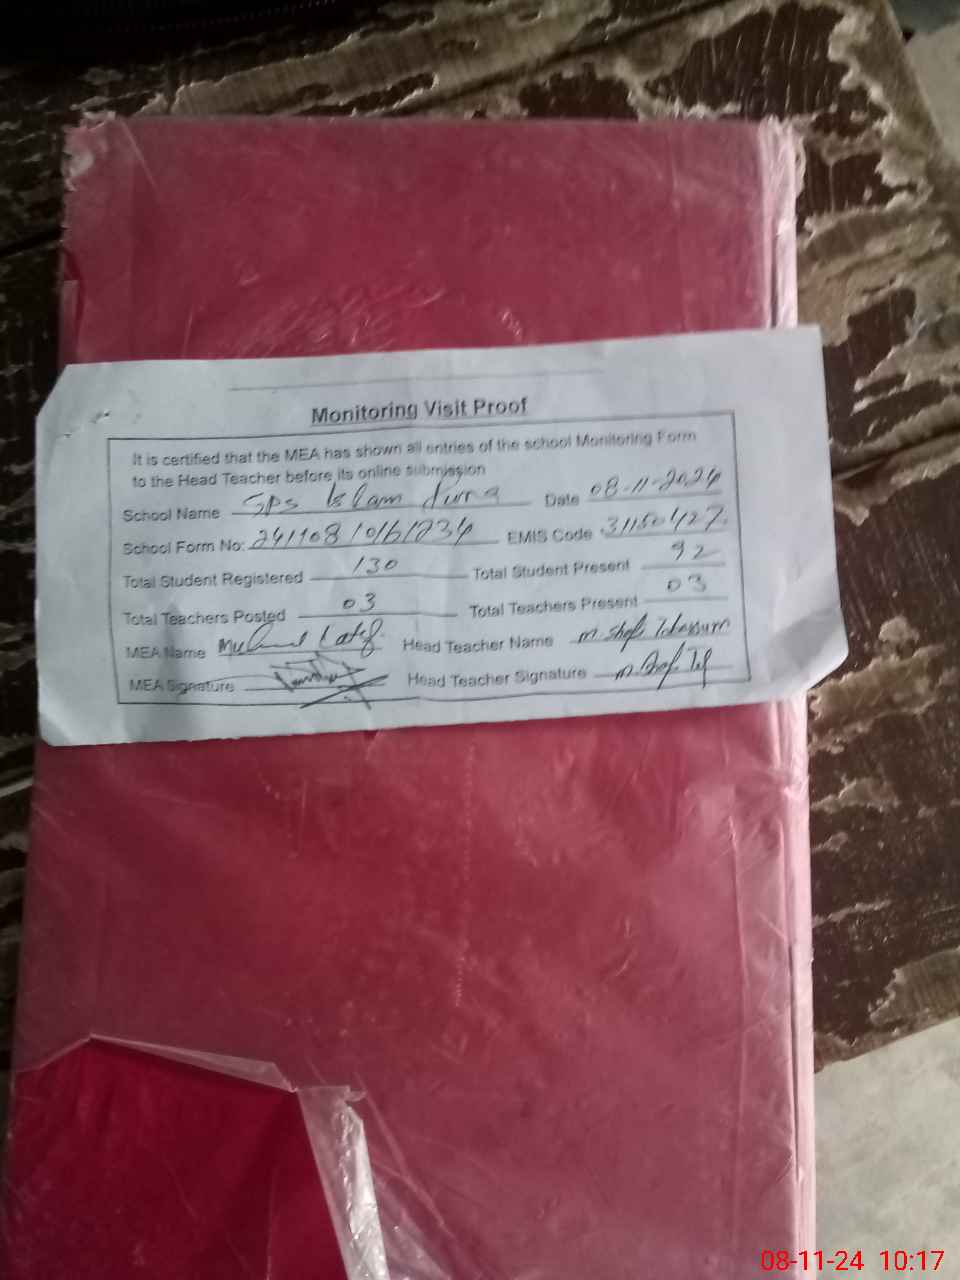 Monitoring Visit Proof
It is certified that the MEA has shown all entries of the school Monitoring Form
to the Head Teacher before its online submission
School Name GPS Islam Pura Date 08-11-2024
School Form No: EMIS Code 31150427
Total Student Registered 130 Total Student Present 92
Total Teachers Posted 03 Total Teachers Present 03
MEA Name Head Teacher Name M. Shafi Tabassum
MEA Signature Head Teacher Signature
08-11-24 10:17